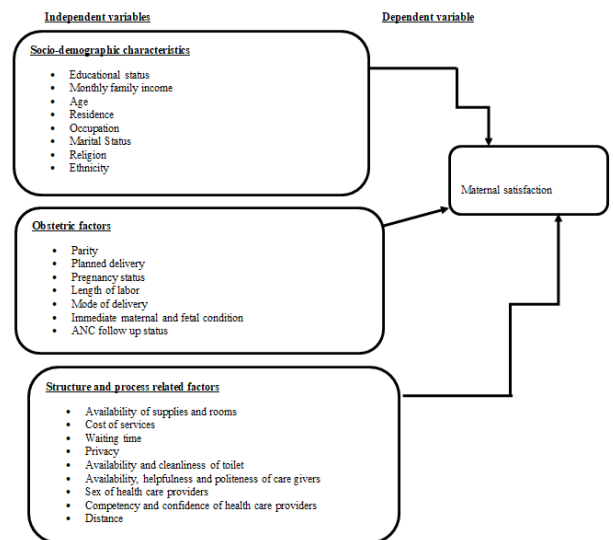 Independent variables
Dependent variable
Socio-demographic characteristics
• Educational status
• Monthly family income
• Age
• Residence
• Occupation
• Marital Status
• Religion
• Ethnicity
Maternal satisfaction
Obstetric factors
• Parity
• Planned delivery
• Pregnancy status
• Length of labor
• Mode of delivery
• Immediate maternal and fetal condition
• ANC follow up status
Structure and process related factors
• Availability of supplies and rooms
• Cost of services
• Waiting time
• Privacy
• Availability and cleanliness of toilet
• Availability, helpfulness and politeness of care givers
• Sex of health care providers
• Competency and confidence of health care providers
• Distance